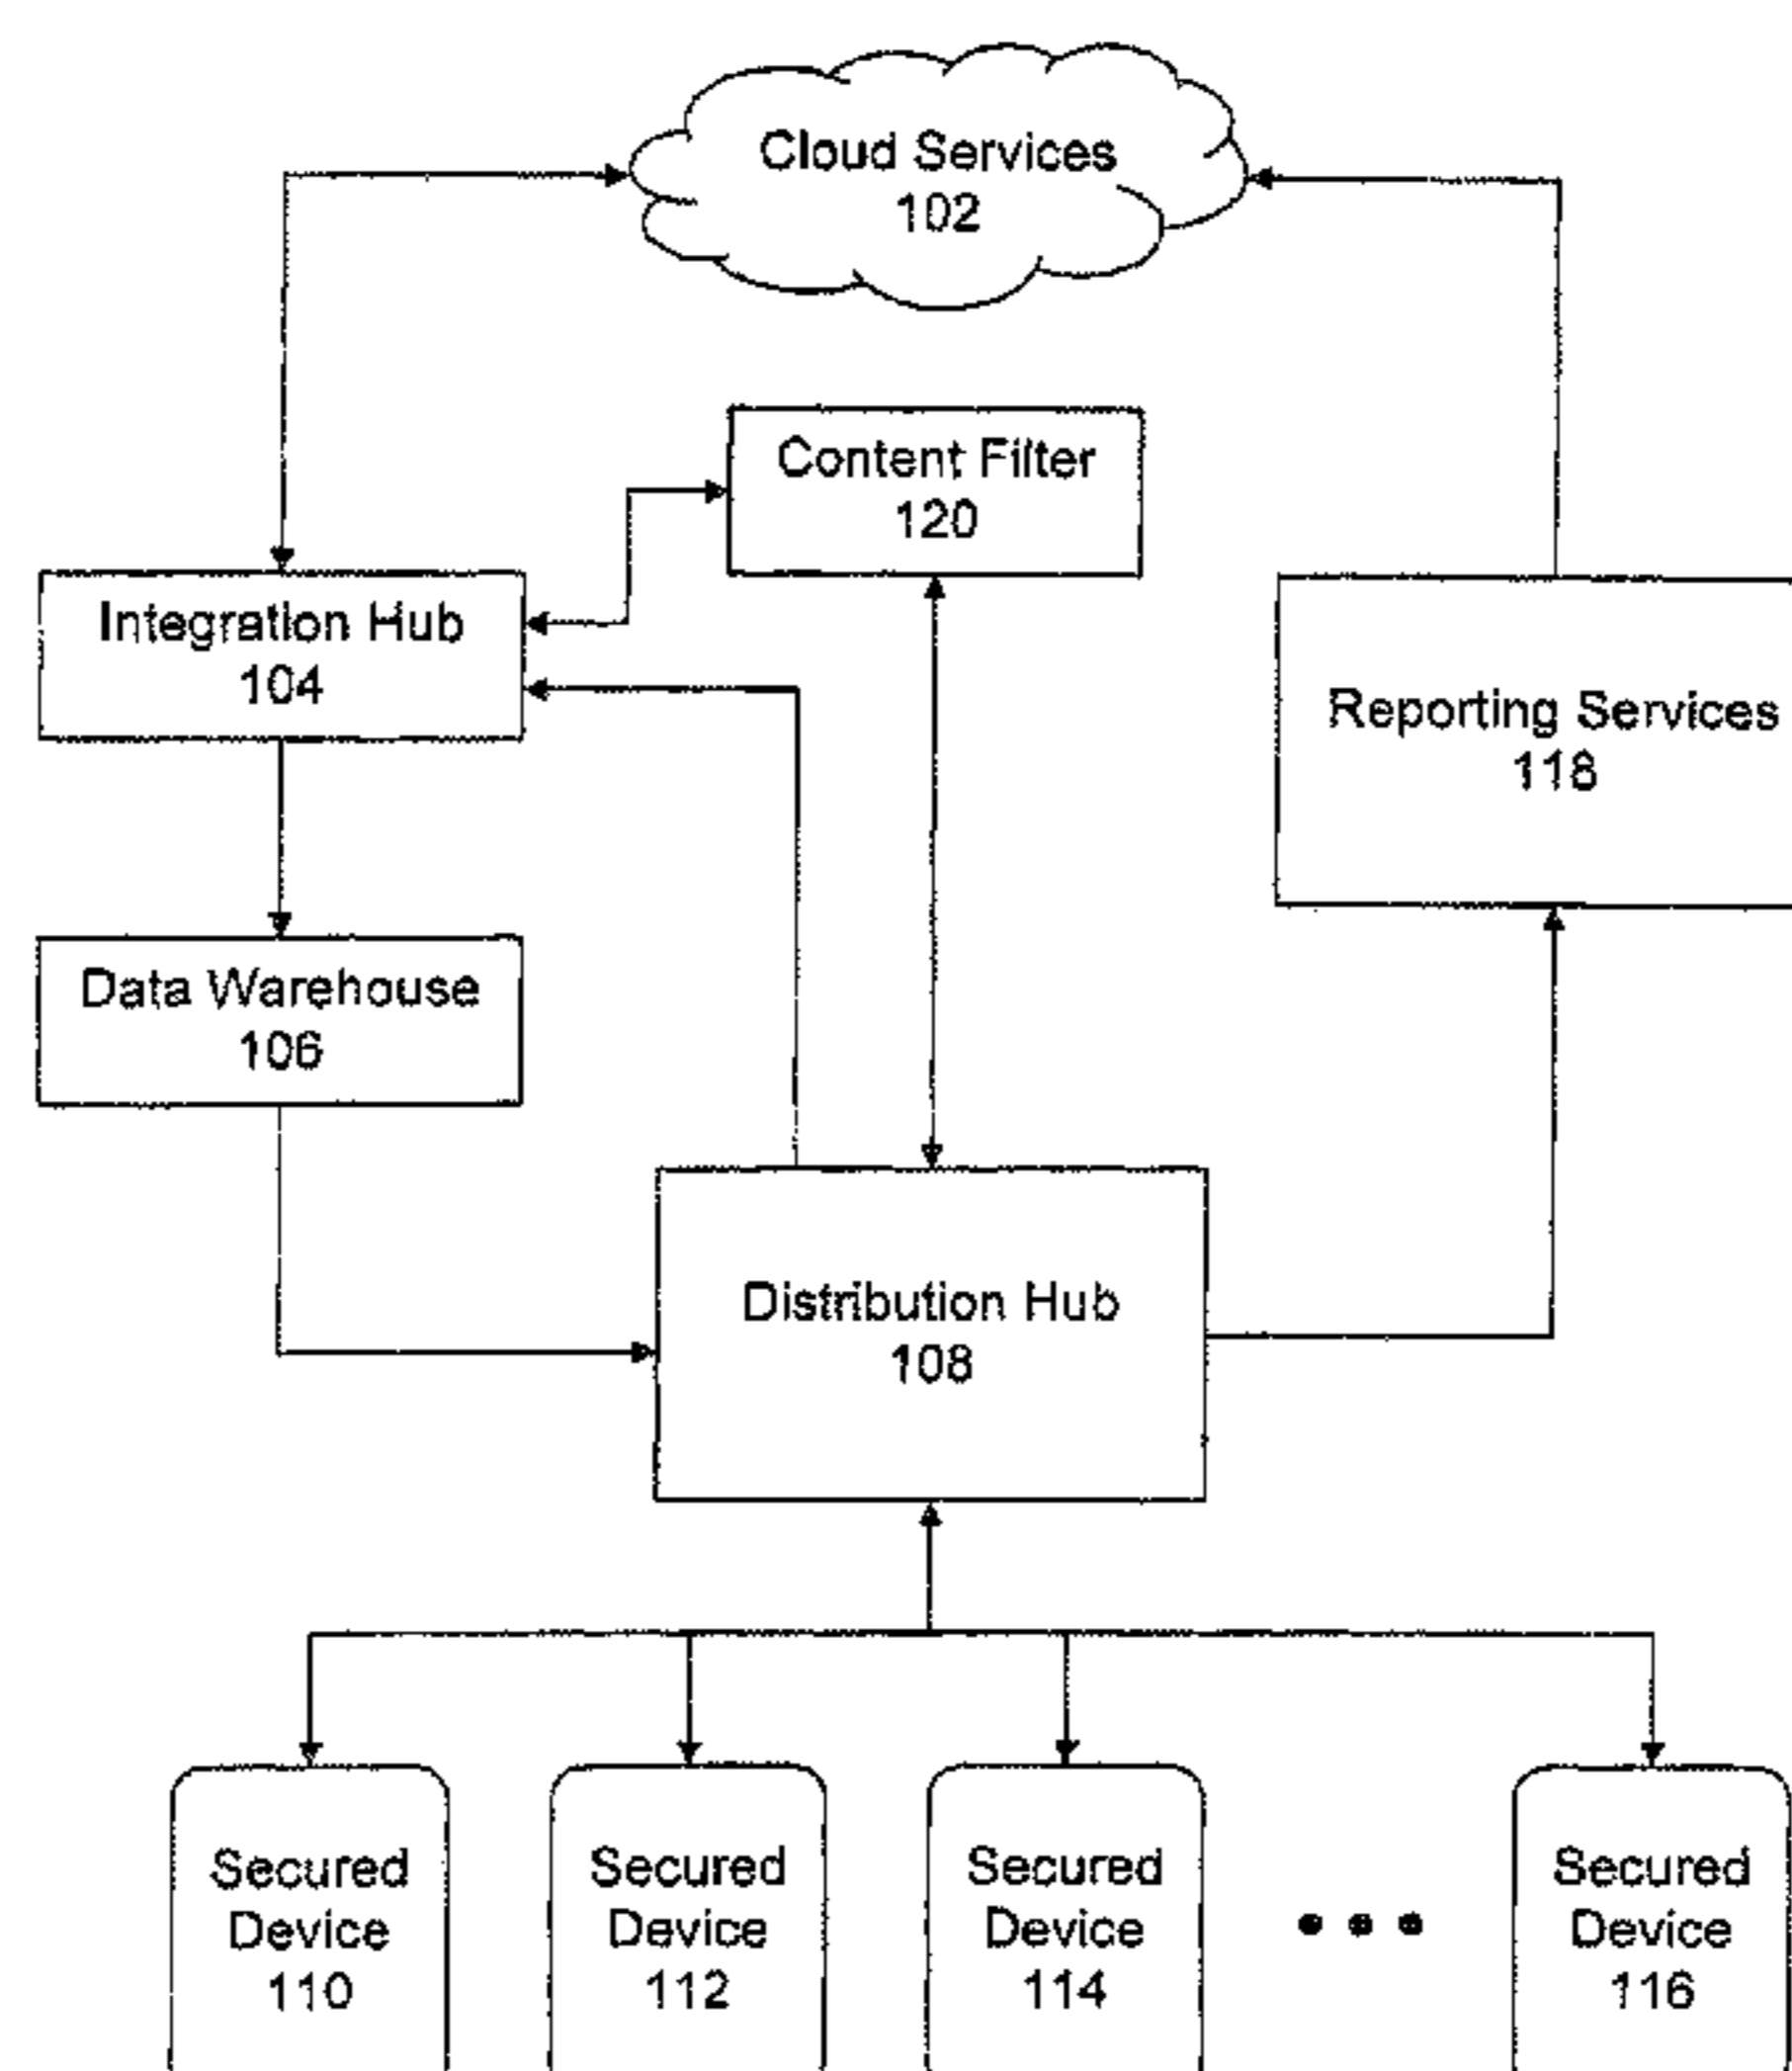 Cloud Services
102
Content Filter
120
Integration Hub
104
Reporting Services
118
Data Warehouse
106
Distribution Hub
108
Secured
Device
110
Secured
Device
112
Secured
Device
114
Secured
Device
116